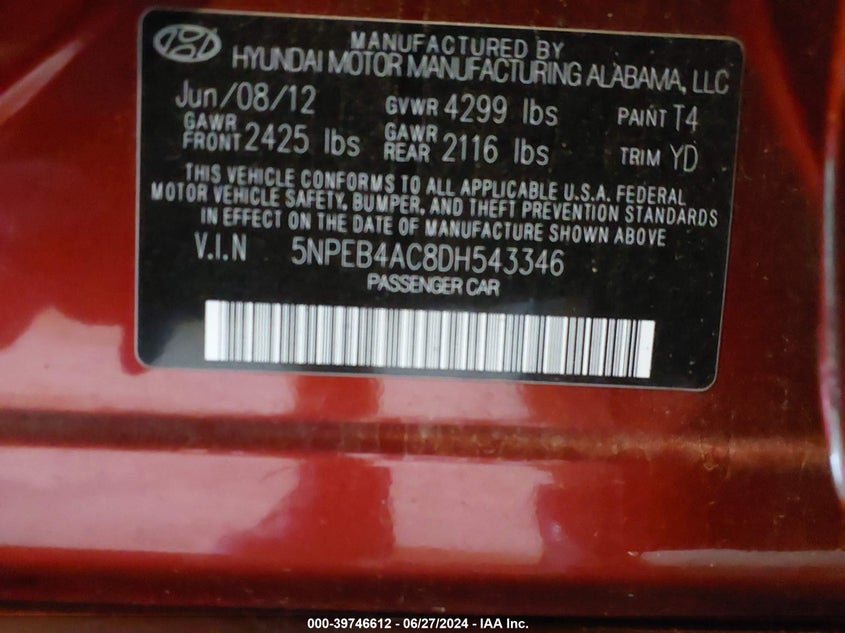 MANUFACTURED BY
HYUNDAI MOTOR MANUFACTURING ALABAMA, LLC
Jun/08/12 GVWR 4299 lbs PAINT T4
GAWR FRONT 2425 lbs GAWR REAR 2116 lbs TRIM YD
THIS VEHICLE CONFORMS TO ALL APPLICABLE U.S.A. FEDERAL
MOTOR VEHICLE SAFETY, BUMPER, AND THEFT PREVENTION STANDARDS
IN EFFECT ON THE DATE OF MANUFACTURE SHOWN ABOVE
V.I.N 5NPEB4AC8DH543346
PASSENGER CAR
000-39746612 - 06/27/2024 - IAA Inc.